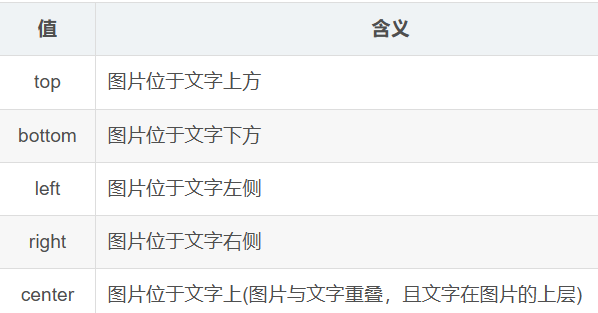 值 含义
top 图片位于文字上方
bottom 图片位于文字下方
left 图片位于文字左侧
right 图片位于文字右侧
center 图片位于文字上(图片与文字重叠，且文字在图片的上层)